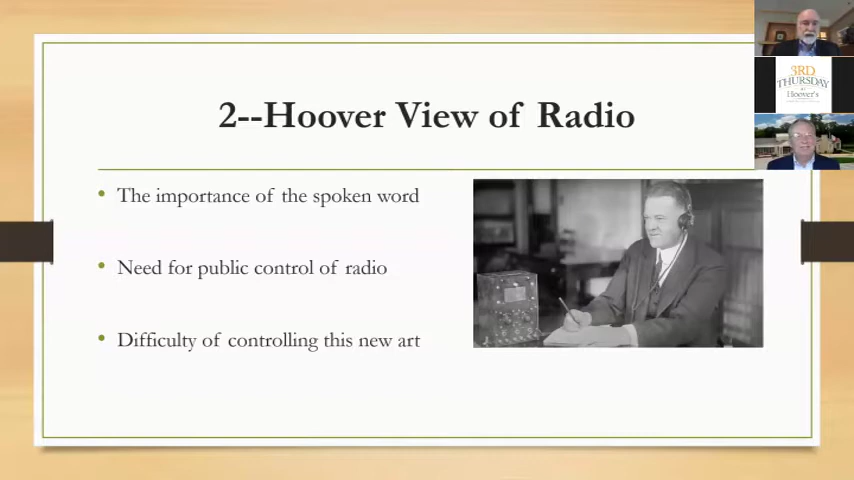 2--Hoover View of Radio
3RD
THURSDAY
at
Hoover's
• The importance of the spoken word
• Need for public control of radio
• Difficulty of controlling this new art